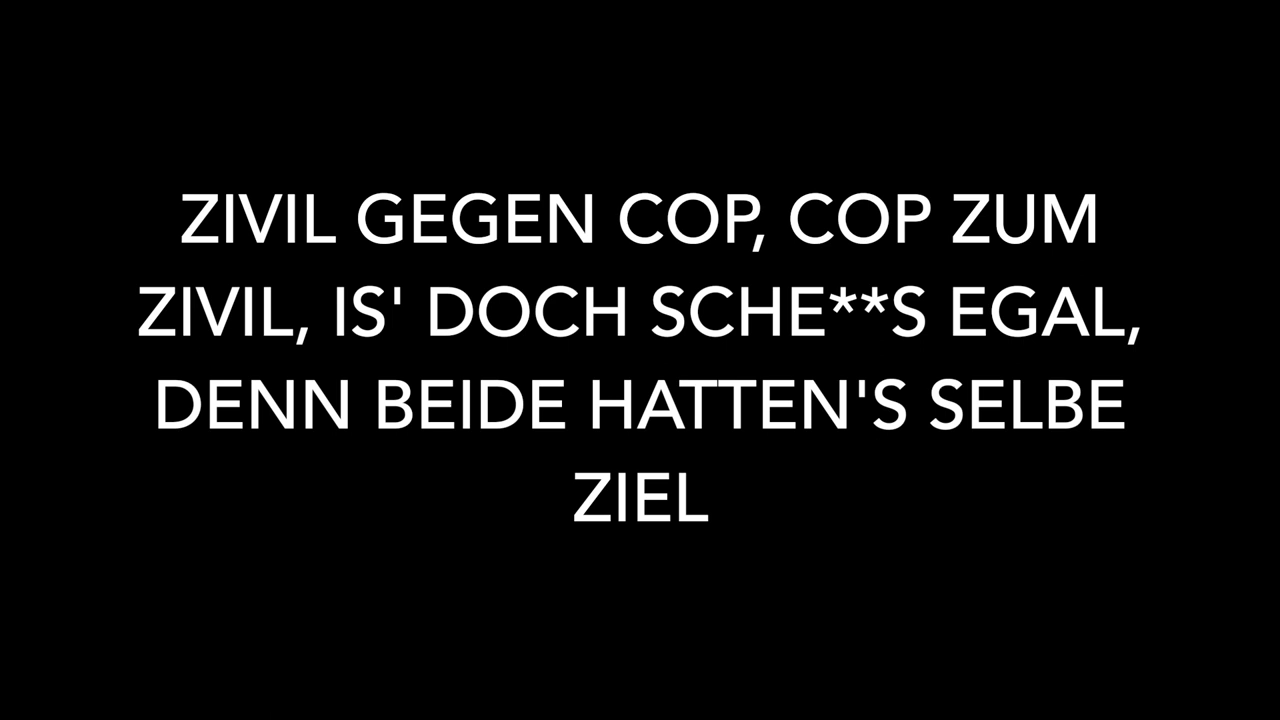 ZIVIL GEGEN COP, COP ZUM
ZIVIL, IS' DOCH SCHE**S EGAL,
DENN BEIDE HATTEN'S SELBE
ZIEL